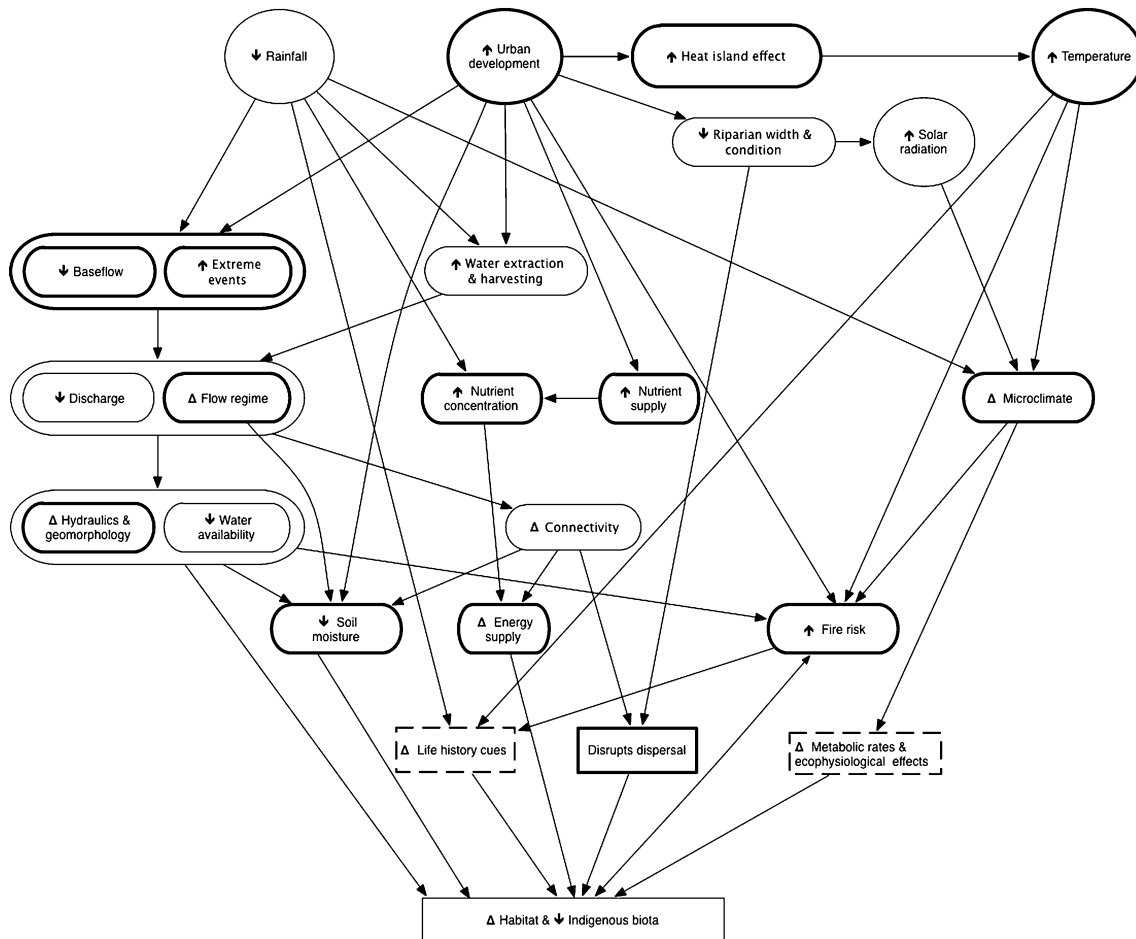 ↓ Rainfall
↑ Urban
development
↑ Heat island effect
↑ Temperature
↓ Riparian width &
condition
↑ Solar
radiation
↓ Baseflow
↑ Extreme
events
↑ Water extraction
& harvesting
↓ Discharge
Δ Flow regime
↑ Nutrient
concentration
↑ Nutrient
supply
Δ Microclimate
Δ Hydraulics &
geomorphology
↓ Water
availability
Δ Connectivity
↓ Soil
moisture
Δ Energy
supply
↑ Fire risk
Δ Life history cues
Disrupts dispersal
Δ Metabolic rates &
ecophysiological effects
Δ Habitat & ↓ Indigenous biota